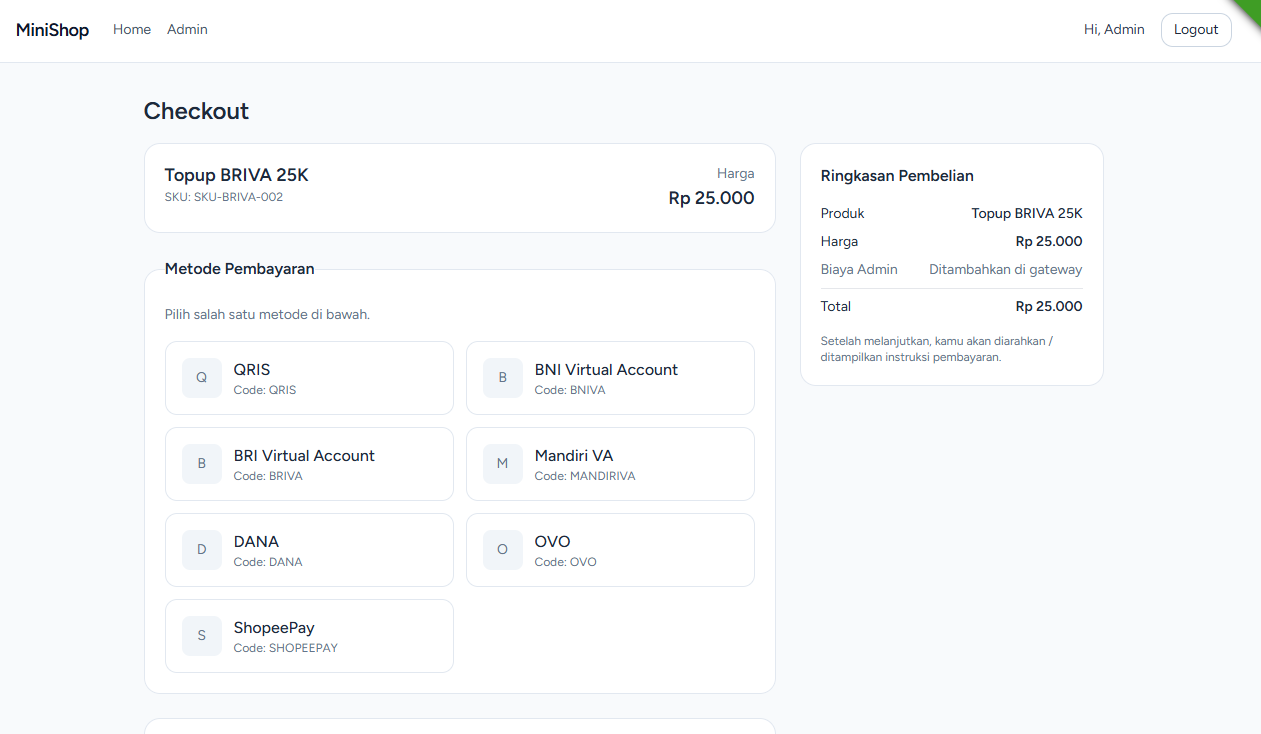 MiniShop Home Admin Hi, Admin Logout
Checkout
Topup BRIVA 25K
SKU: SKU-BRIVA-002
Harga
Rp 25.000
Metode Pembayaran
Pilih salah satu metode di bawah.
Q
QRIS
Code: QRIS
B
BNI Virtual Account
Code: BNIVA
B
BRI Virtual Account
Code: BRIVA
M
Mandiri VA
Code: MANDIRIVA
D
DANA
Code: DANA
O
OVO
Code: OVO
S
ShopeePay
Code: SHOPEEPAY
Ringkasan Pembelian
Produk Topup BRIVA 25K
Harga Rp 25.000
Biaya Admin Ditambahkan di gateway
Total Rp 25.000
Setelah melanjutkan, kamu akan diarahkan /
ditampilkan instruksi pembayaran.